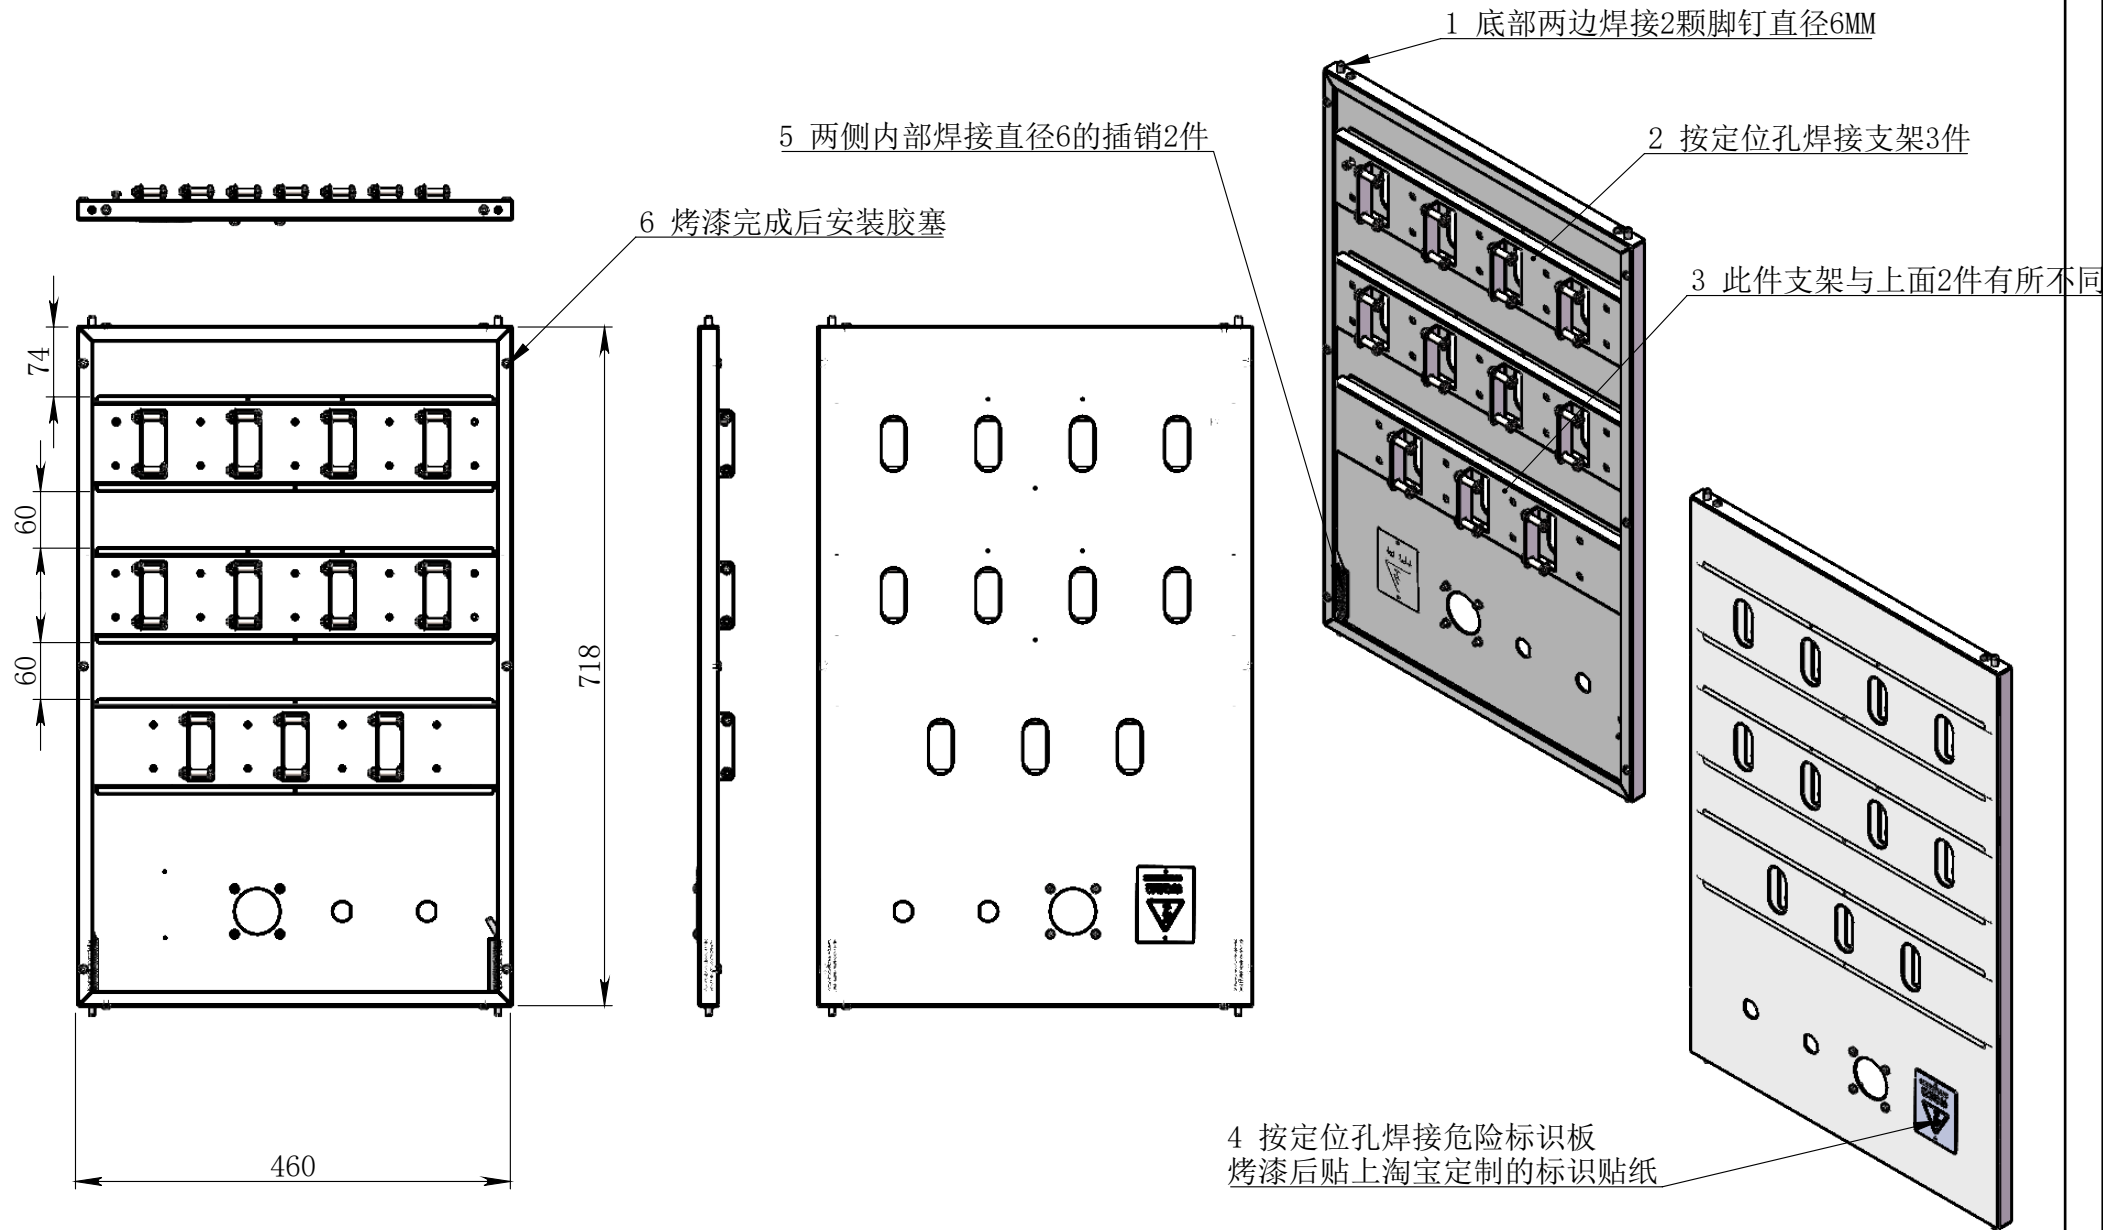 1 底部两边焊接2颗脚钉直径6MM
5 两侧内部焊接直径6的插销2件
2 按定位孔焊接支架3件
6 烤漆完成后安装胶塞
3 此件支架与上面2件有所不同
74
60
60
718
460
4 按定位孔焊接危险标识板
烤漆后贴上淘宝定制的标识贴纸